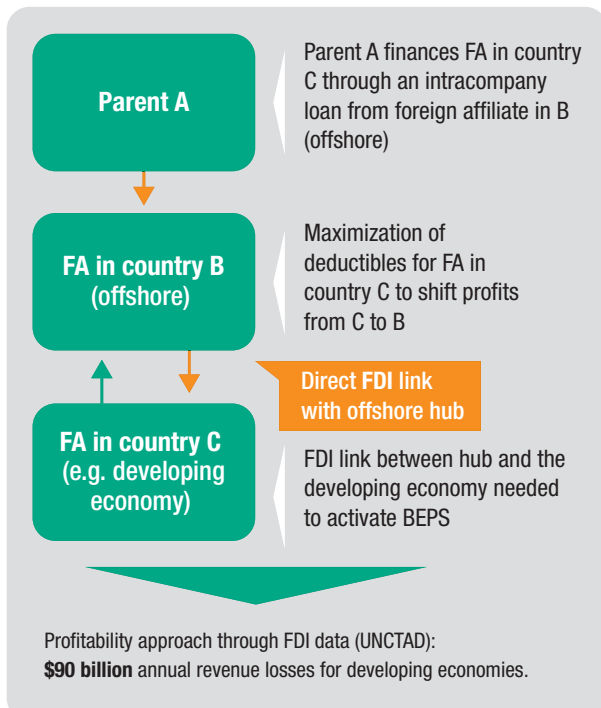 Parent A
Parent A finances FA in country
C through an intracompany
loan from foreign affiliate in B
(offshore)
FA in country B
(offshore)
Maximization of
deductibles for FA in
country C to shift profits
from C to B
Direct FDI link
with offshore hub
FA in country C
(e.g. developing
economy)
FDI link between hub and the
developing economy needed
to activate BEPS
Profitability approach through FDI data (UNCTAD):
$90 billion annual revenue losses for developing economies.